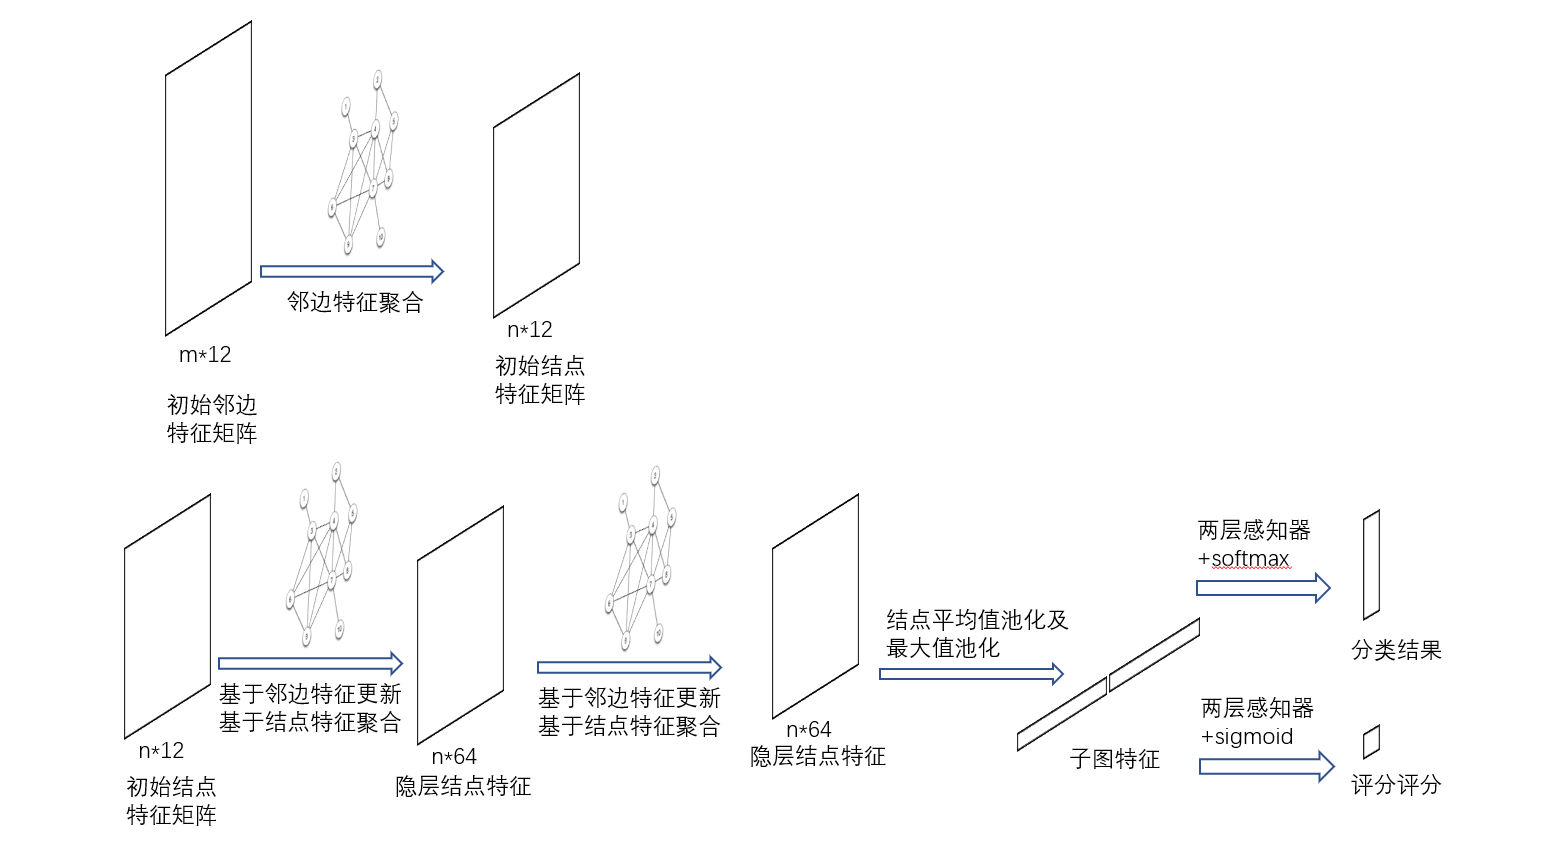 邻边特征聚合
m*12
初始邻边
特征矩阵
n*12
初始结点
特征矩阵
n*12
初始结点
特征矩阵
基于邻边特征更新
基于结点特征聚合
n*64
隐层结点特征
基于邻边特征更新
基于结点特征聚合
n*64
隐层结点特征
结点平均值池化及
最大值池化
子图特征
两层感知器
+softmax
分类结果
两层感知器
+sigmoid
评分评分